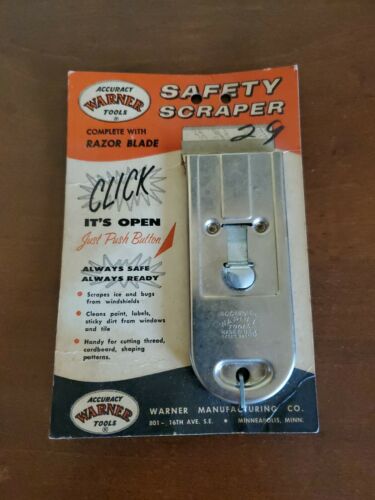 ACCURACY
WARNER
TOOLS
®
SAFETY
SCRAPER
29
COMPLETE WITH
RAZOR BLADE
CLICK
IT'S OPEN
Just Push Button
ALWAYS SAFE
ALWAYS READY
• Scrapes ice and bugs
from windshields
• Cleans paint, labels,
sticky dirt from windows
and tile
• Handy for cutting thread,
cardboard, shaping
patterns.
WARNER
TOOLS
ACCURACY
WARNER
TOOLS
®
WARNER MANUFACTURING CO.
801 - 16TH AVE. S.E. • MINNEAPOLIS, MINN.